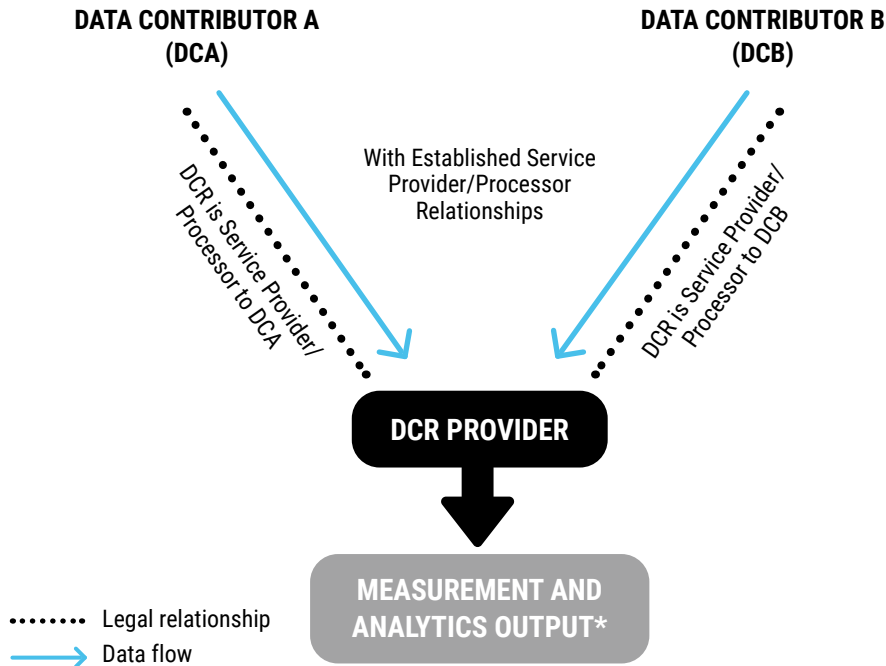 DATA CONTRIBUTOR A
(DCA)
DATA CONTRIBUTOR B
(DCB)
With Established Service
Provider/Processor
Relationships
DCR is Service Provider/
Processor to DCA
DCR is Service Provider/
Processor to DCB
DCR PROVIDER
MEASUREMENT AND
ANALYTICS OUTPUT*
Legal relationship
Data flow